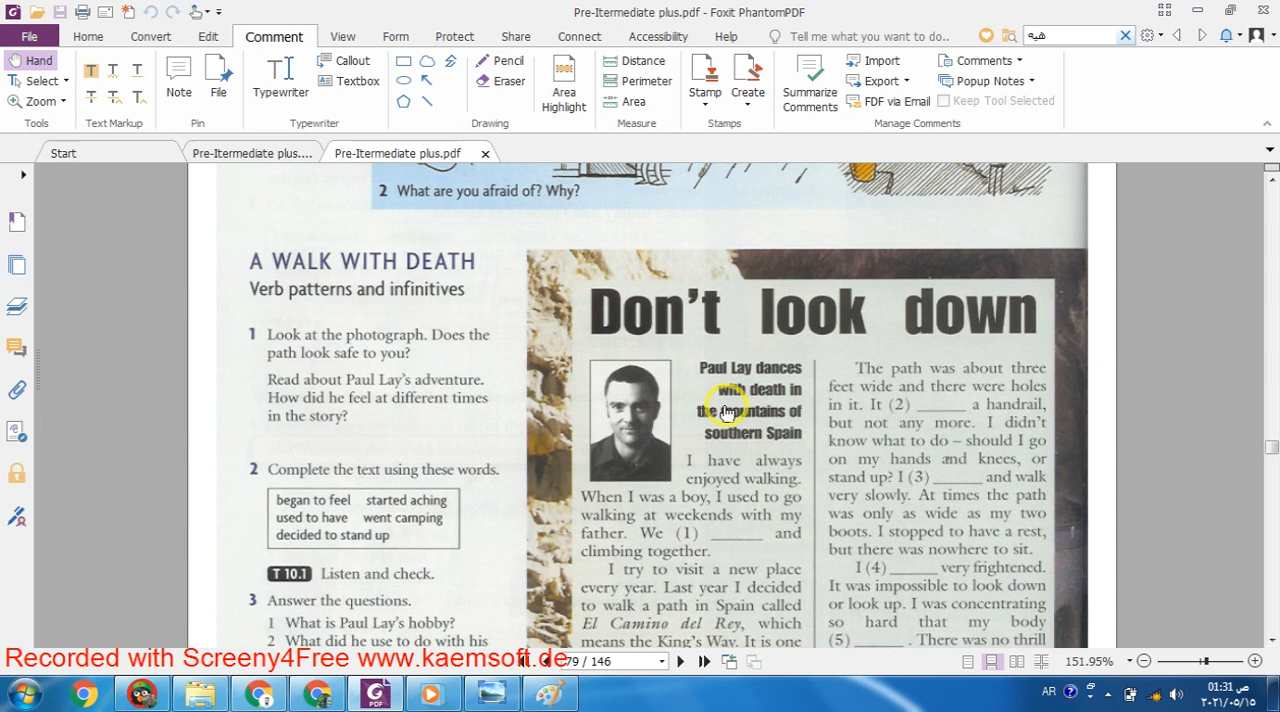 Pre-Itermediate plus.pdf - Foxit PhantomPDF
File Home Convert Edit Comment View Form Protect Share Connect Accessibility Help Tell me what you want to do..
هيه
Hand
Select
Zoom
Tools
Text Markup
Note
File
Pin
Typewriter
Callout
Textbox
Typewriter
Pencil
Eraser
Drawing
Area
Highlight
Distance
Perimeter
Area
Measure
Stamp
Create
Stamps
Summarize
Comments
Import
Export
FDF via Email
Comments
Popup Notes
Keep Tool Selected
Manage Comments
Start
Pre-Itermediate plus....
Pre-Itermediate plus.pdf
2 What are you afraid of? Why?
A WALK WITH DEATH
Verb patterns and infinitives
1 Look at the photograph. Does the
path look safe to you?
Read about Paul Lay's adventure.
How did he feel at different times
in the story?
2 Complete the text using these words.
began to feel started aching
used to have went camping
decided to stand up
T 10.1 Listen and check.
3 Answer the questions.
1 What is Paul Lay's hobby?
2 What did he use to do with his
Don't look down
Paul Lay dances
with death in
the mountains of
southern Spain
I have always
enjoyed walking.
When I was a boy, I used to go
walking at weekends with my
father. We (1) ______ and
climbing together.
I try to visit a new place
every year. Last year I decided
to walk a path in Spain called
El Camino del Rey, which
means the King's Way. It is one
The path was about three
feet wide and there were holes
in it. It (2) ______ a handrail,
but not any more. I didn't
know what to do – should I go
on my hands and knees, or
stand up? I (3) ______ and walk
very slowly. At times the path
was only as wide as my two
boots. I stopped to have a rest,
but there was nowhere to sit.
I (4) ______ very frightened.
It was impossible to look down
or look up. I was concentrating
so hard that my body
(5) ______ . There was no thrill
Recorded with Screeny4Free www.kaemsoft.de
79 / 146
151.95%
AR
01:31 ص
٢٠٢١/٠٥/١٥